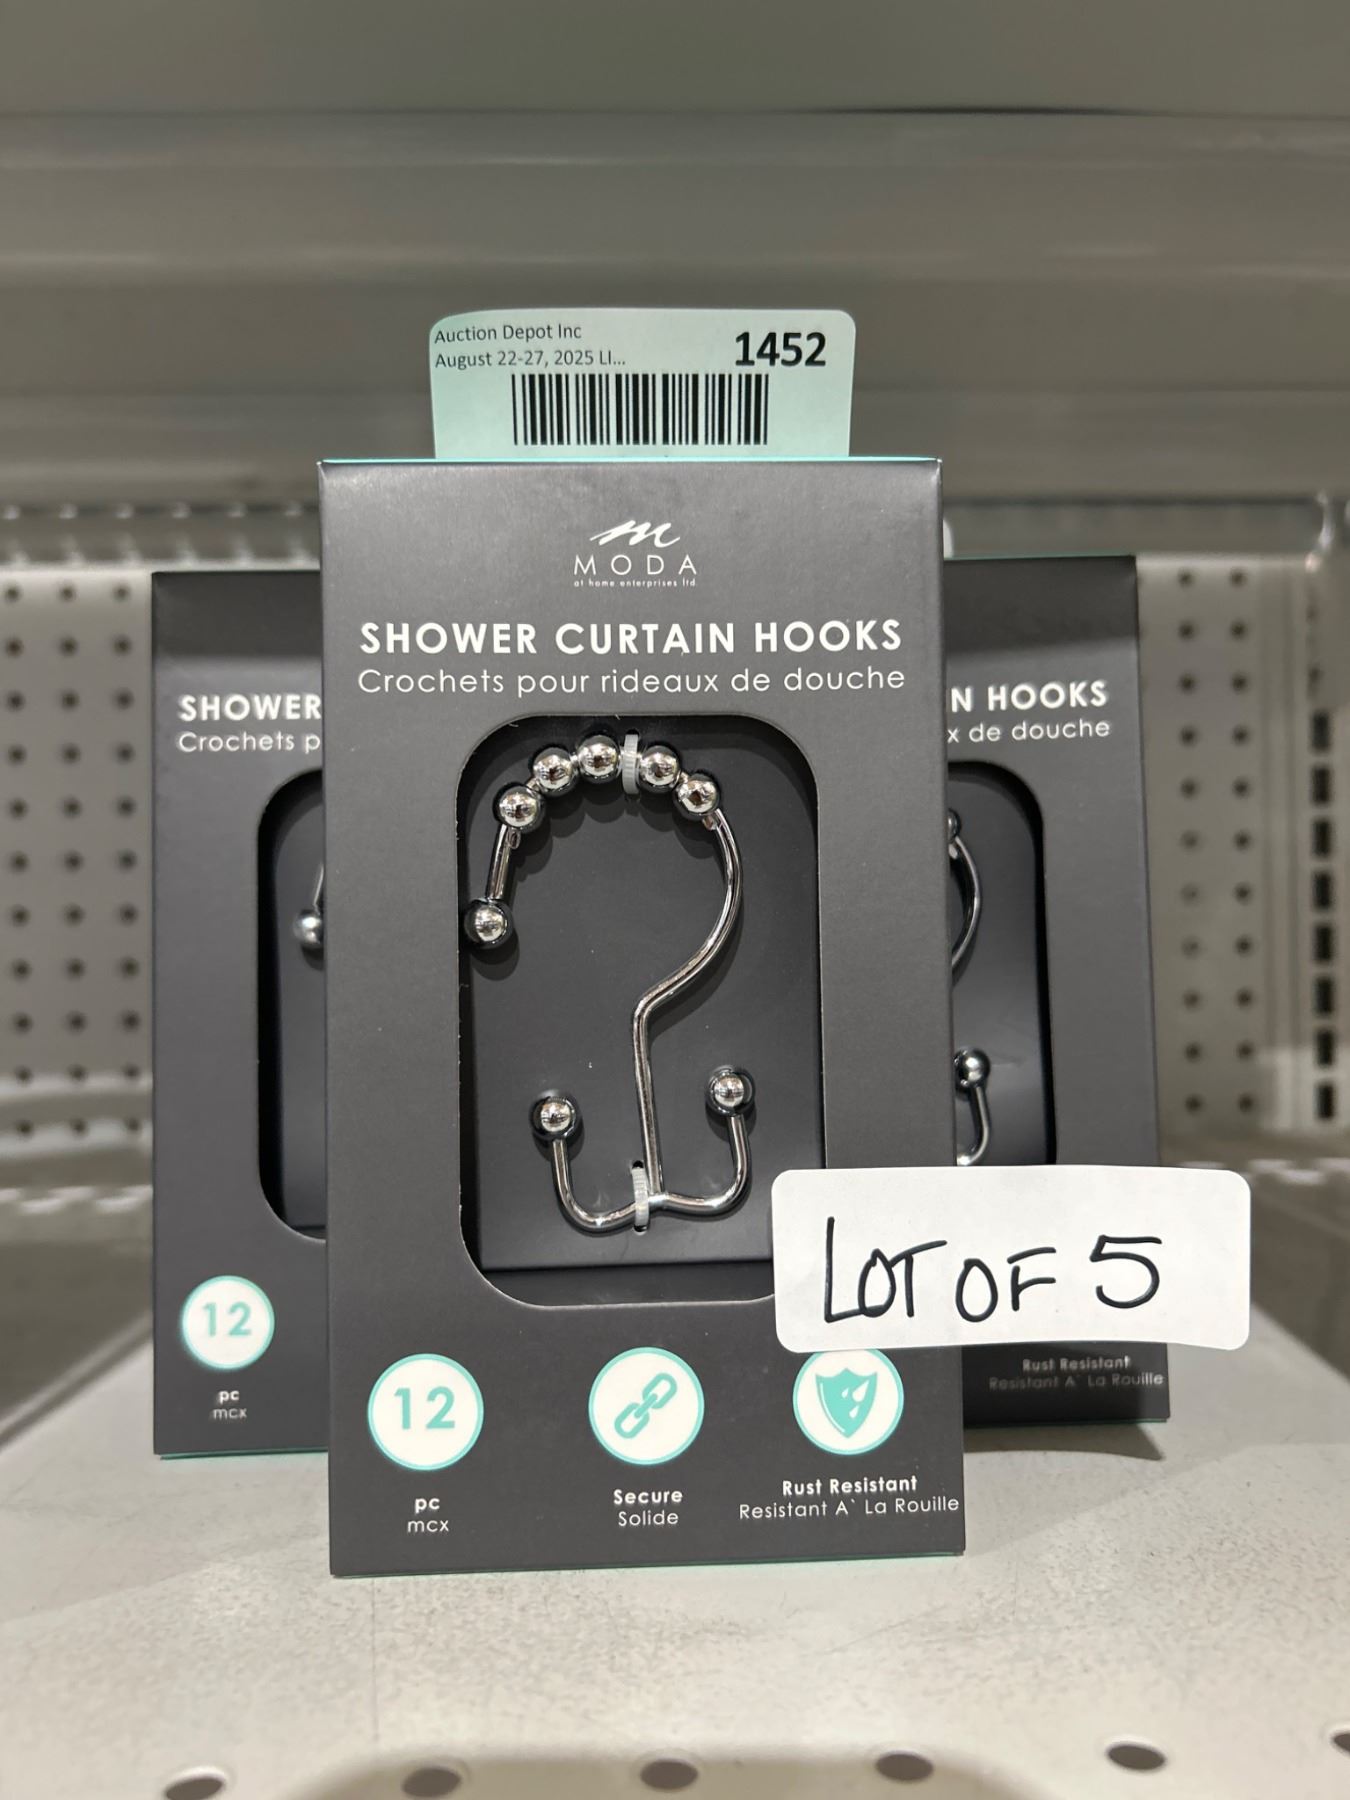 Auction Depot Inc
August 22-27, 2025 LI...
1452
m
MODA
at home enterprises ltd.
SHOWER CURTAIN HOOKS
Crochets pour rideaux de douche
SHOWER
Crochets p
N HOOKS
x de douche
LOT OF 5
12
pc
mcx
12
pc
mcx
Secure
Solide
Rust Resistant
Resistant A` La Rouille
Rust Resistant
Resistant A` La Rouille